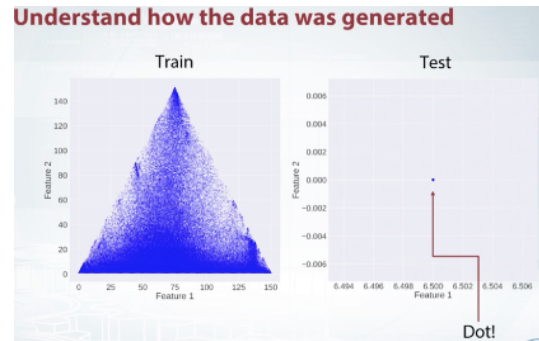 Understand how the data was generated
Train
Test
140
120
100
80
60
40
20
0
Feature 2
0 25 50 75 100 125 150
Feature 1
0.006
0.004
0.002
0.000
−0.002
−0.004
−0.006
Feature 2
6.494 6.496 6.498 6.500 6.502 6.504 6.506
Feature 1
Dot!